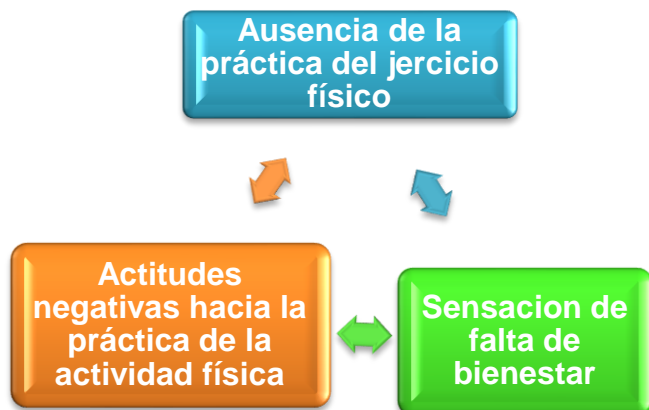 Ausencia de la
práctica del jercicio
físico
Actitudes
negativas hacia la
práctica de la
actividad física
Sensacion de
falta de
bienestar